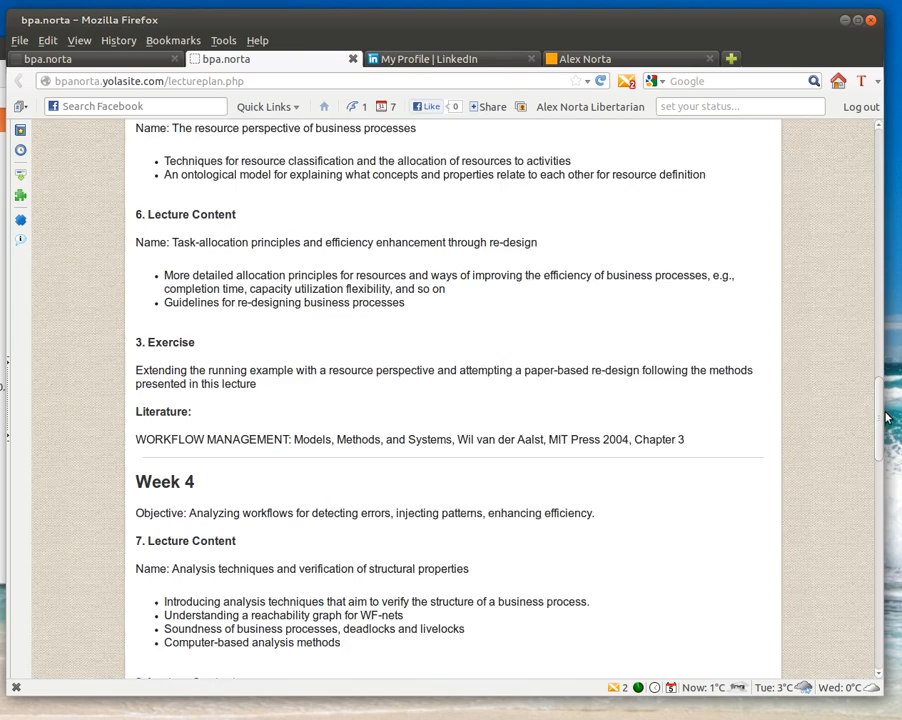 bpa.norta – Mozilla Firefox
File Edit View History Bookmarks Tools Help
bpa.norta bpa.norta My Profile | LinkedIn Alex Norta
bpanorta.yolasite.com/lectureplan.php Google
Search Facebook Quick Links 1 7 Like 0 Share Alex Norta Libertarian set your status... Log out
Name: The resource perspective of business processes
• Techniques for resource classification and the allocation of resources to activities
• An ontological model for explaining what concepts and properties relate to each other for resource definition
6. Lecture Content
Name: Task-allocation principles and efficiency enhancement through re-design
• More detailed allocation principles for resources and ways of improving the efficiency of business processes, e.g.,
completion time, capacity utilization flexibility, and so on
• Guidelines for re-designing business processes
3. Exercise
Extending the running example with a resource perspective and attempting a paper-based re-design following the methods
presented in this lecture
Literature:
WORKFLOW MANAGEMENT: Models, Methods, and Systems, Wil van der Aalst, MIT Press 2004, Chapter 3
Week 4
Objective: Analyzing workflows for detecting errors, injecting patterns, enhancing efficiency.
7. Lecture Content
Name: Analysis techniques and verification of structural properties
• Introducing analysis techniques that aim to verify the structure of a business process.
• Understanding a reachability graph for WF-nets
• Soundness of business processes, deadlocks and livelocks
• Computer-based analysis methods
2 5 Now: 1°C Tue: 3°C Wed: 0°C